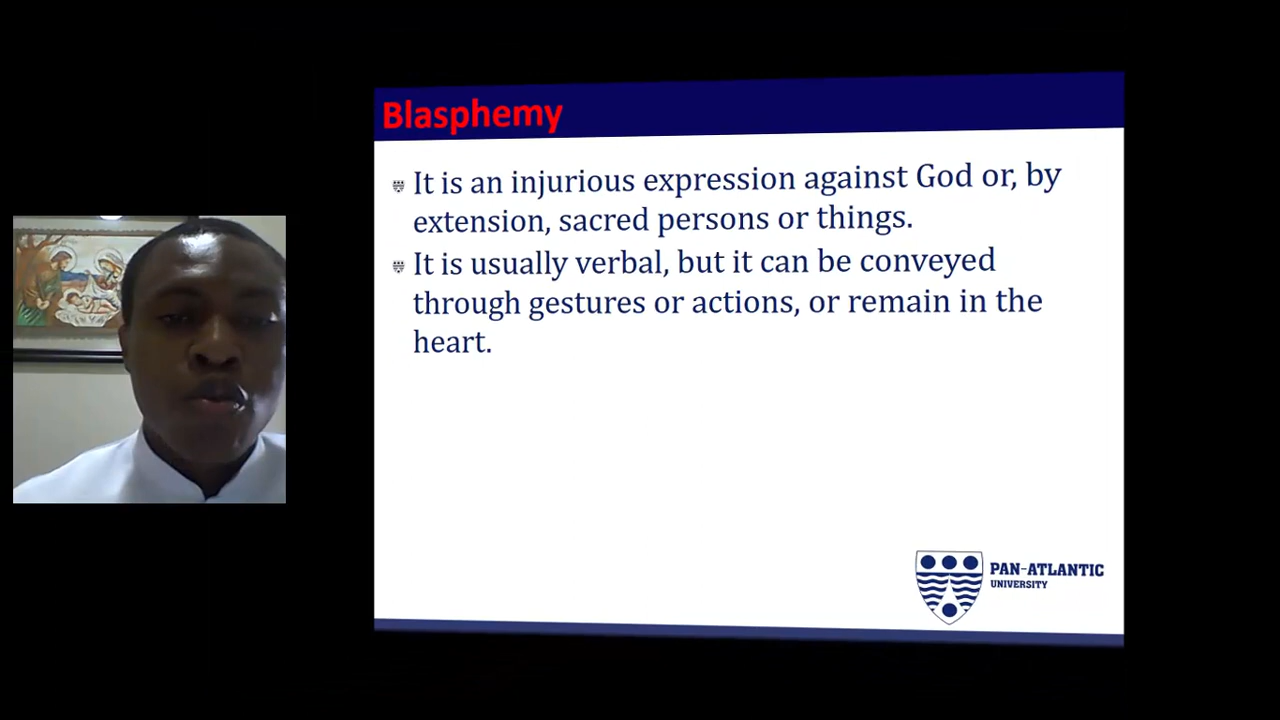 Blasphemy
It is an injurious expression against God or, by
extension, sacred persons or things.
It is usually verbal, but it can be conveyed
through gestures or actions, or remain in the
heart.
PAN-ATLANTIC
UNIVERSITY